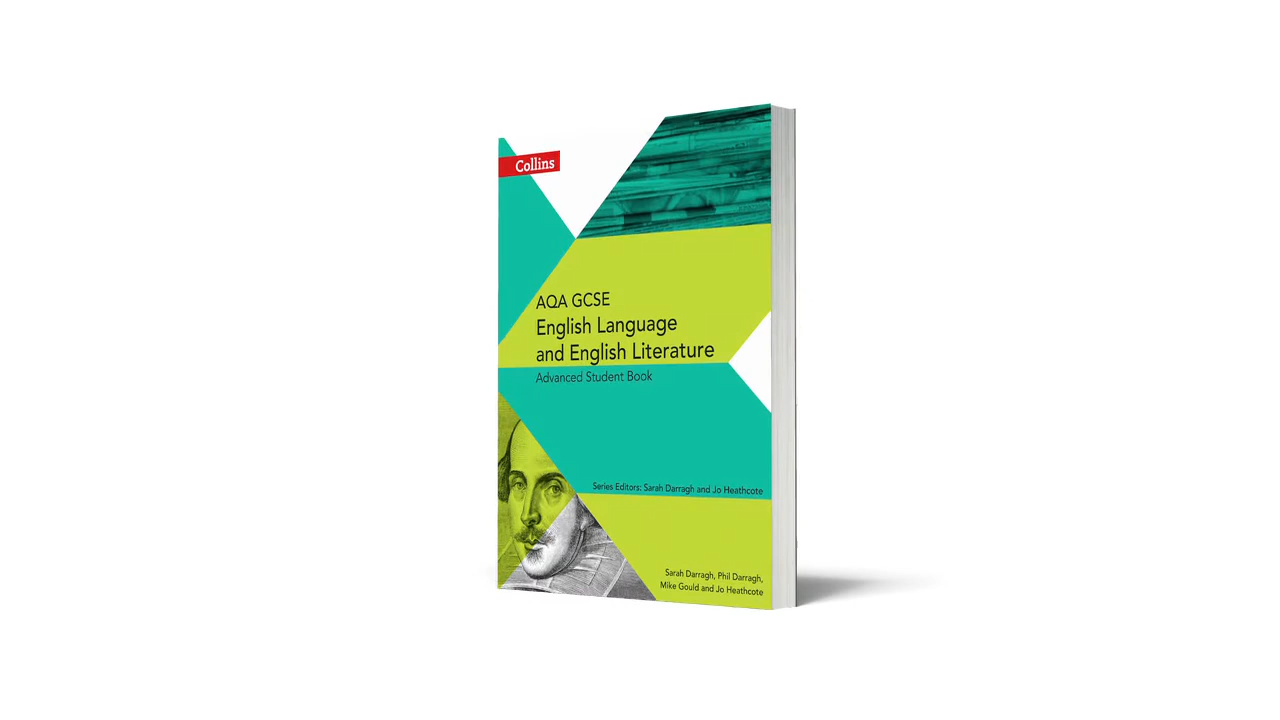 Collins
AQA GCSE
English Language
and English Literature
Advanced Student Book
Series Editors: Sarah Darragh and Jo Heathcote
Sarah Darragh, Phil Darragh,
Mike Gould and Jo Heathcote